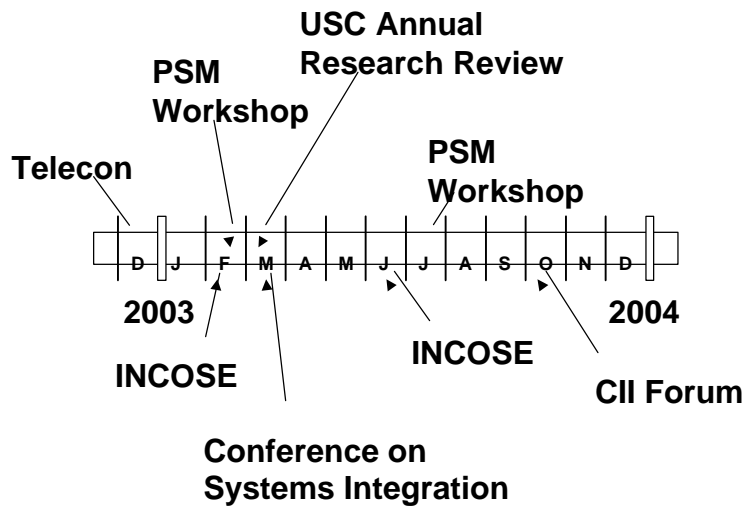 USC Annual
Research Review
PSM
Workshop
Telecon
PSM
Workshop
D J F M A M J J A S O N D
2003
2004
INCOSE
INCOSE
CII Forum
Conference on
Systems Integration